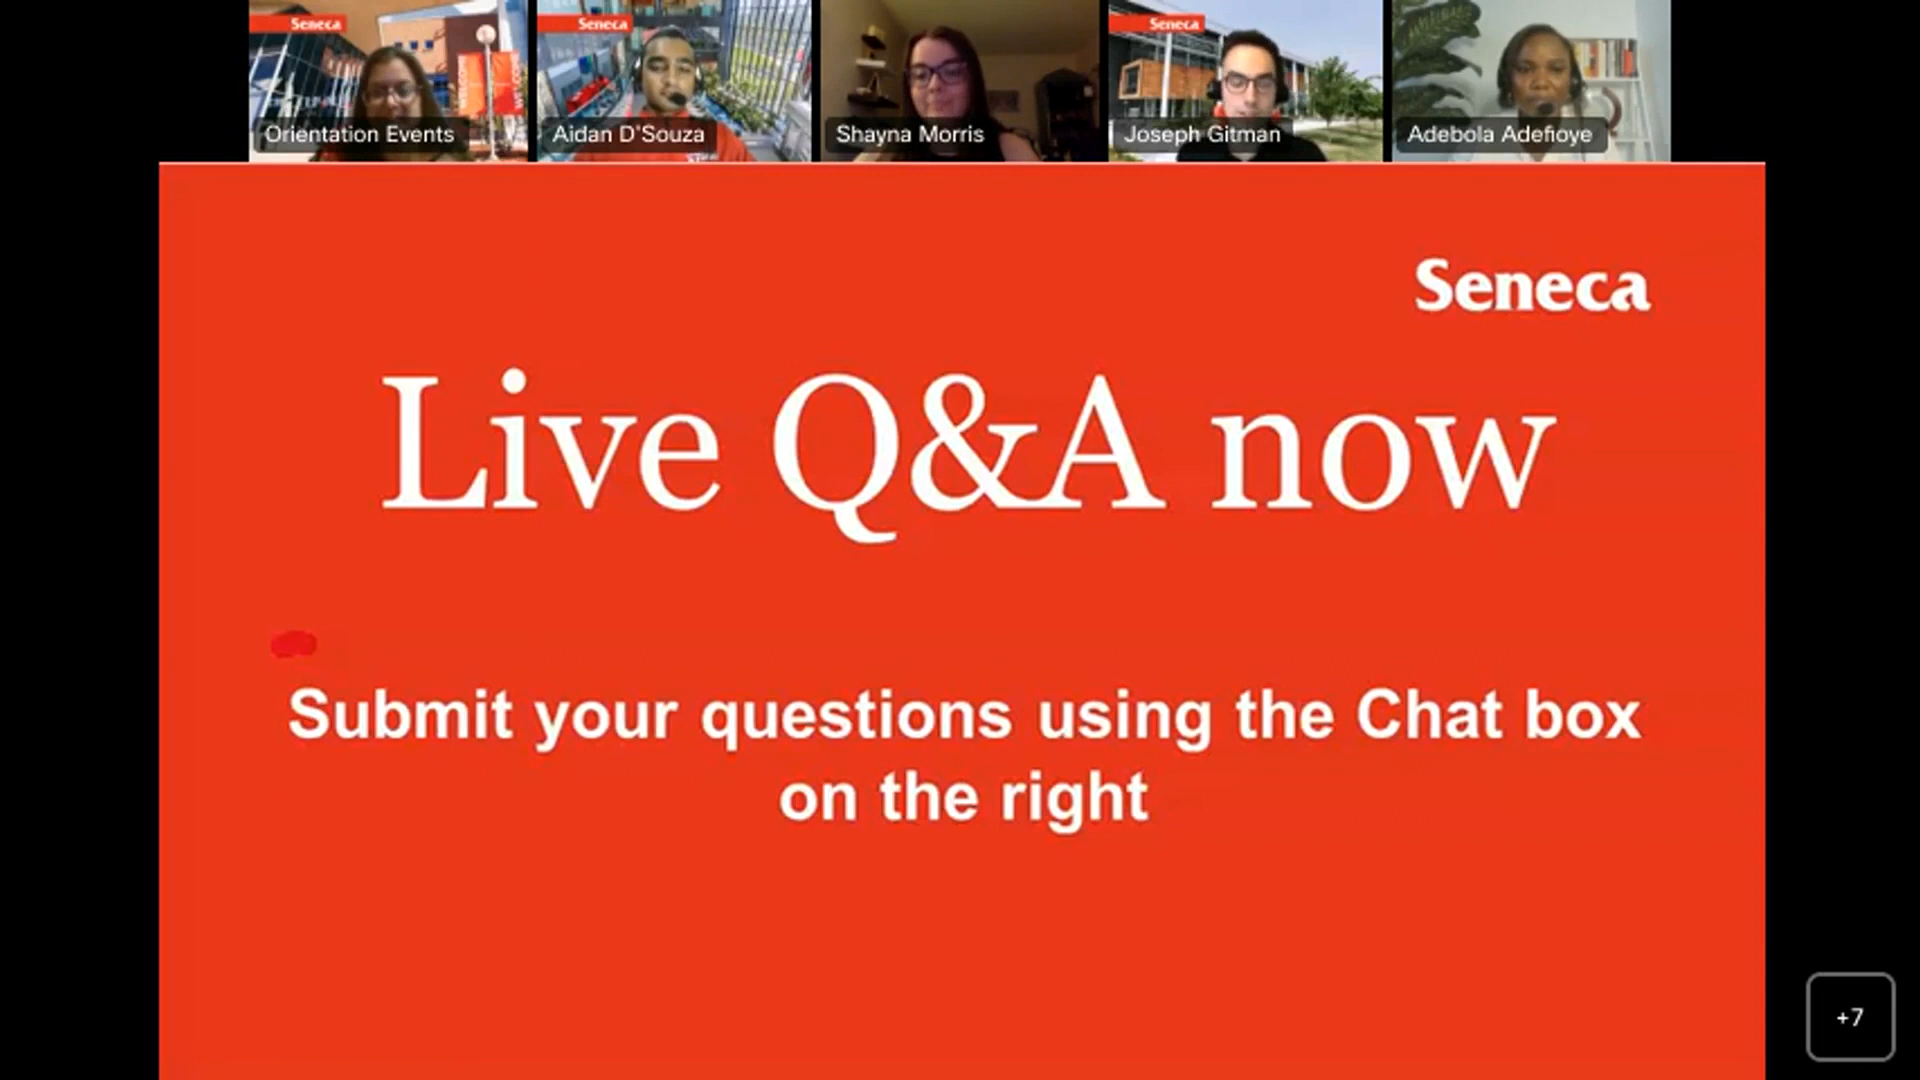 Seneca
Seneca
Seneca
Orientation Events
Aidan D'Souza
Shayna Morris
Joseph Gitman
Adebola Adefioye
Seneca
Live Q&A now
Submit your questions using the Chat box
on the right
+7